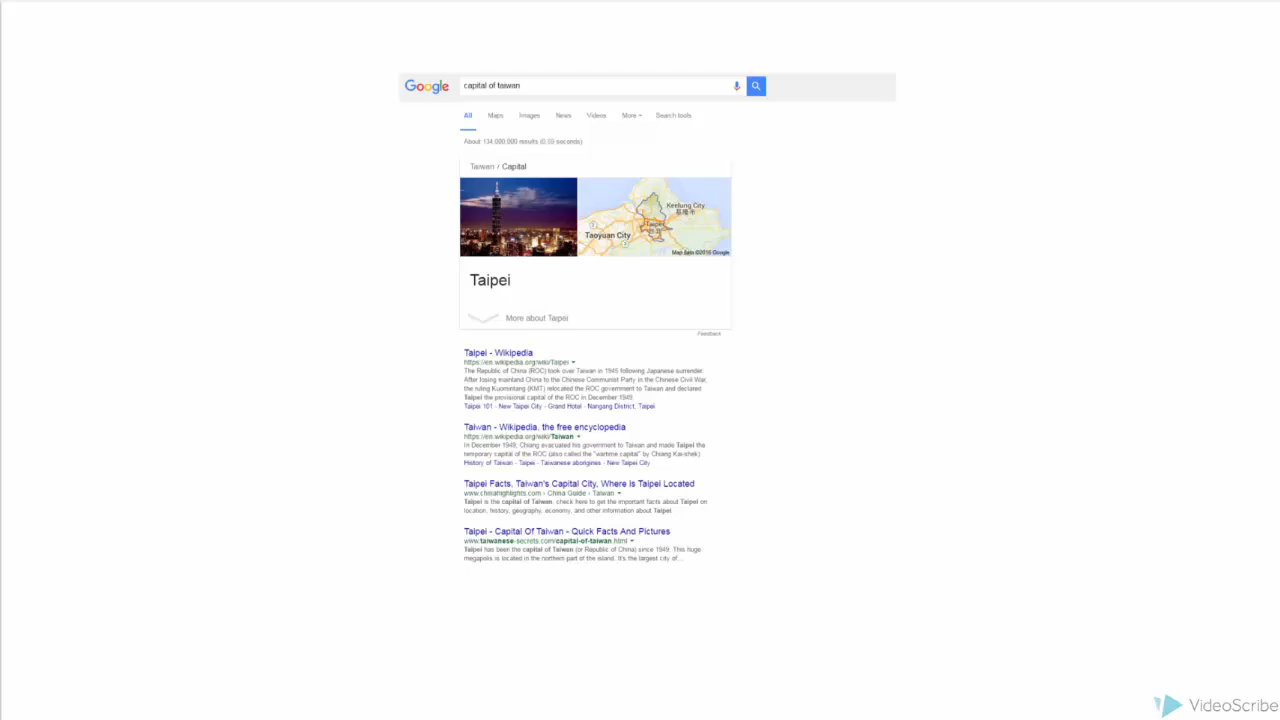 Google capital of taiwan
All Maps Images News Videos More Search tools
About 134,000,000 results (0.59 seconds)
Taiwan / Capital
Keelung City
基隆市
Taipei
Taoyuan City
Map data ©2016 Google
Taipei
More about Taipei
Feedback
Taipei - Wikipedia
https://en.wikipedia.org/wiki/Taipei
The Republic of China (ROC) took over Taiwan in 1945 following Japanese surrender.
After losing mainland China to the Chinese Communist Party in the Chinese Civil War,
the ruling Kuomintang (KMT) relocated the ROC government to Taiwan and declared
Taipei the provisional capital of the ROC in December 1949.
Taipei 101 - New Taipei City - Grand Hotel - Nangang District, Taipei
Taiwan - Wikipedia, the free encyclopedia
https://en.wikipedia.org/wiki/Taiwan
In December 1949, Chiang evacuated his government to Taiwan and made Taipei the
temporary capital of the ROC (also called the "wartime capital" by Chiang Kai-shek)
History of Taiwan - Taipei - Taiwanese aborigines - New Taipei City
Taipei Facts, Taiwan's Capital City, Where is Taipei Located
www.chinahighlights.com › China Guide › Taiwan
Taipei is the capital of Taiwan. check here to get the important facts about Taipei on
location, history, geography, economy, and other information about Taipei
Taipei - Capital Of Taiwan - Quick Facts And Pictures
www.taiwanese-secrets.com/capital-of-taiwan.html
Taipei has been the capital of Taiwan (or Republic of China) since 1949. This huge
megapolis is located in the northern part of the island. It's the largest city of...
VideoScribe